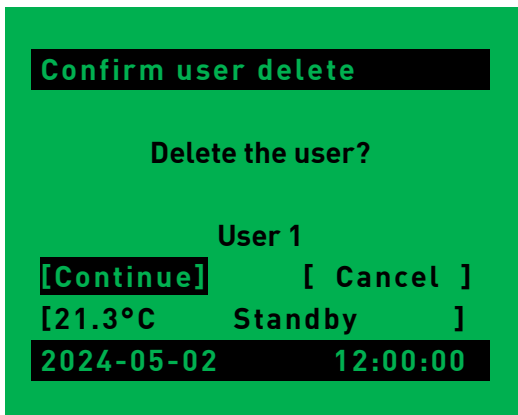 Confirm user delete
Delete the user?
User 1
[Continue] [ Cancel ]
[21.3°C Standby ]
2024-05-02 12:00:00